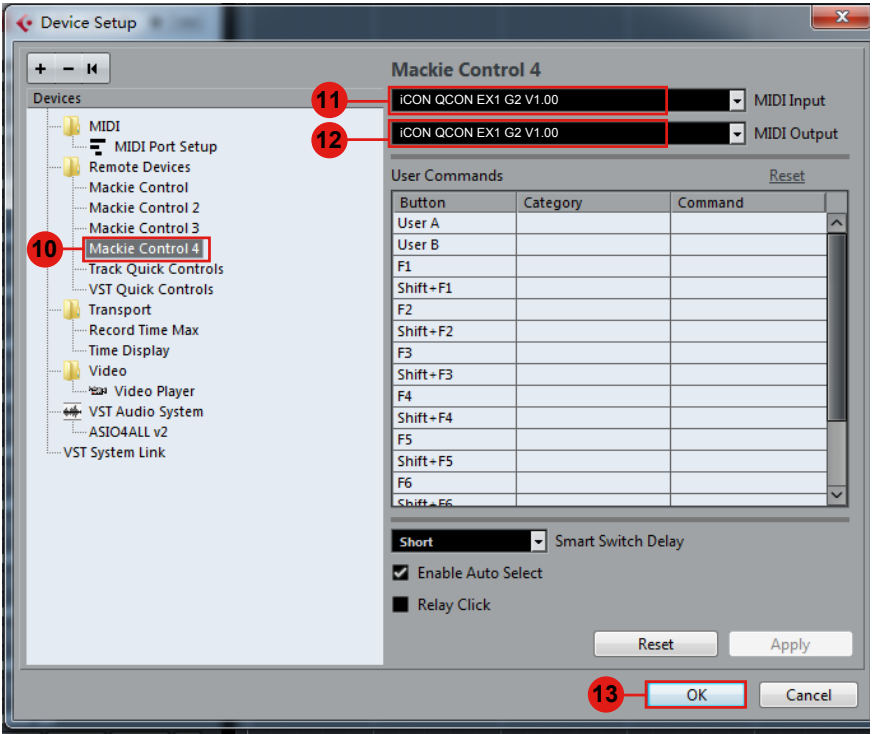 Device Setup
Devices
MIDI
MIDI Port Setup
Remote Devices
Mackie Control
Mackie Control 2
Mackie Control 3
10
Mackie Control 4
Track Quick Controls
VST Quick Controls
Transport
Record Time Max
Time Display
Video
Video Player
VST Audio System
ASIO4ALL v2
VST System Link
Mackie Control 4
11
iCON QCON EX1 G2 V1.00
MIDI Input
12
iCON QCON EX1 G2 V1.00
MIDI Output
User Commands
Reset
Button Category Command
User A
User B
F1
Shift+F1
F2
Shift+F2
F3
Shift+F3
F4
Shift+F4
F5
Shift+F5
F6
Shift+F6
Short
Smart Switch Delay
Enable Auto Select
Relay Click
Reset
Apply
13
OK
Cancel